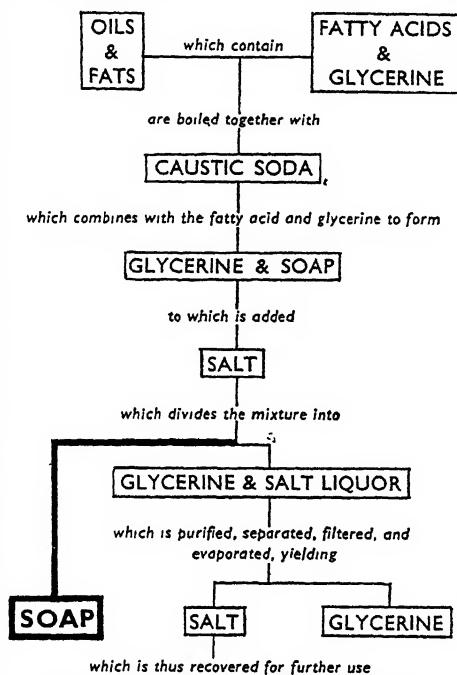 OILS
&
FATS
which contain
FATTY ACIDS
&
GLYCERINE
are boiled together with
CAUSTIC SODA
which combines with the fatty acid and glycerine to form
GLYCERINE & SOAP
to which is added
SALT
which divides the mixture into
GLYCERINE & SALT LIQUOR
which is purified, separated, filtered, and
evaporated, yielding
SOAP
SALT
GLYCERINE
which is thus recovered for further use